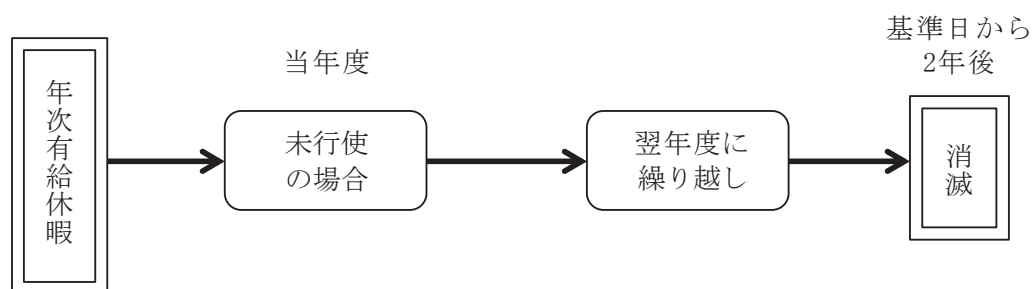 年次有給休暇
当年度
未行使
の場合
翌年度に
繰り越し
基準日から
2年後
消滅